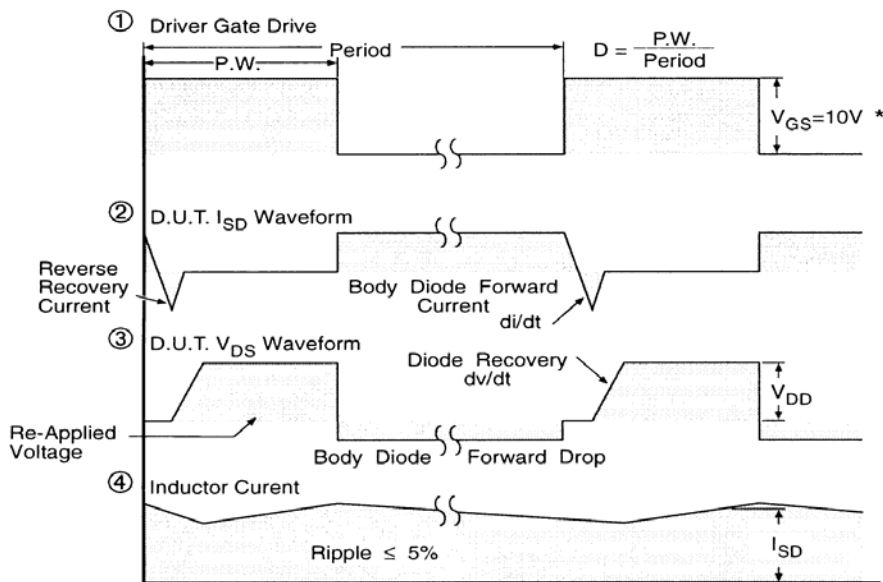 ① Driver Gate Drive
Period
P.W.
D = P.W. / Period
V_GS=10V *
② D.U.T. I_SD Waveform
Reverse
Recovery
Current
Body Diode Forward
Current
di/dt
③ D.U.T. V_DS Waveform
Diode Recovery
dv/dt
V_DD
Re-Applied
Voltage
Body Diode Forward Drop
④ Inductor Curent
Ripple ≤ 5%
I_SD